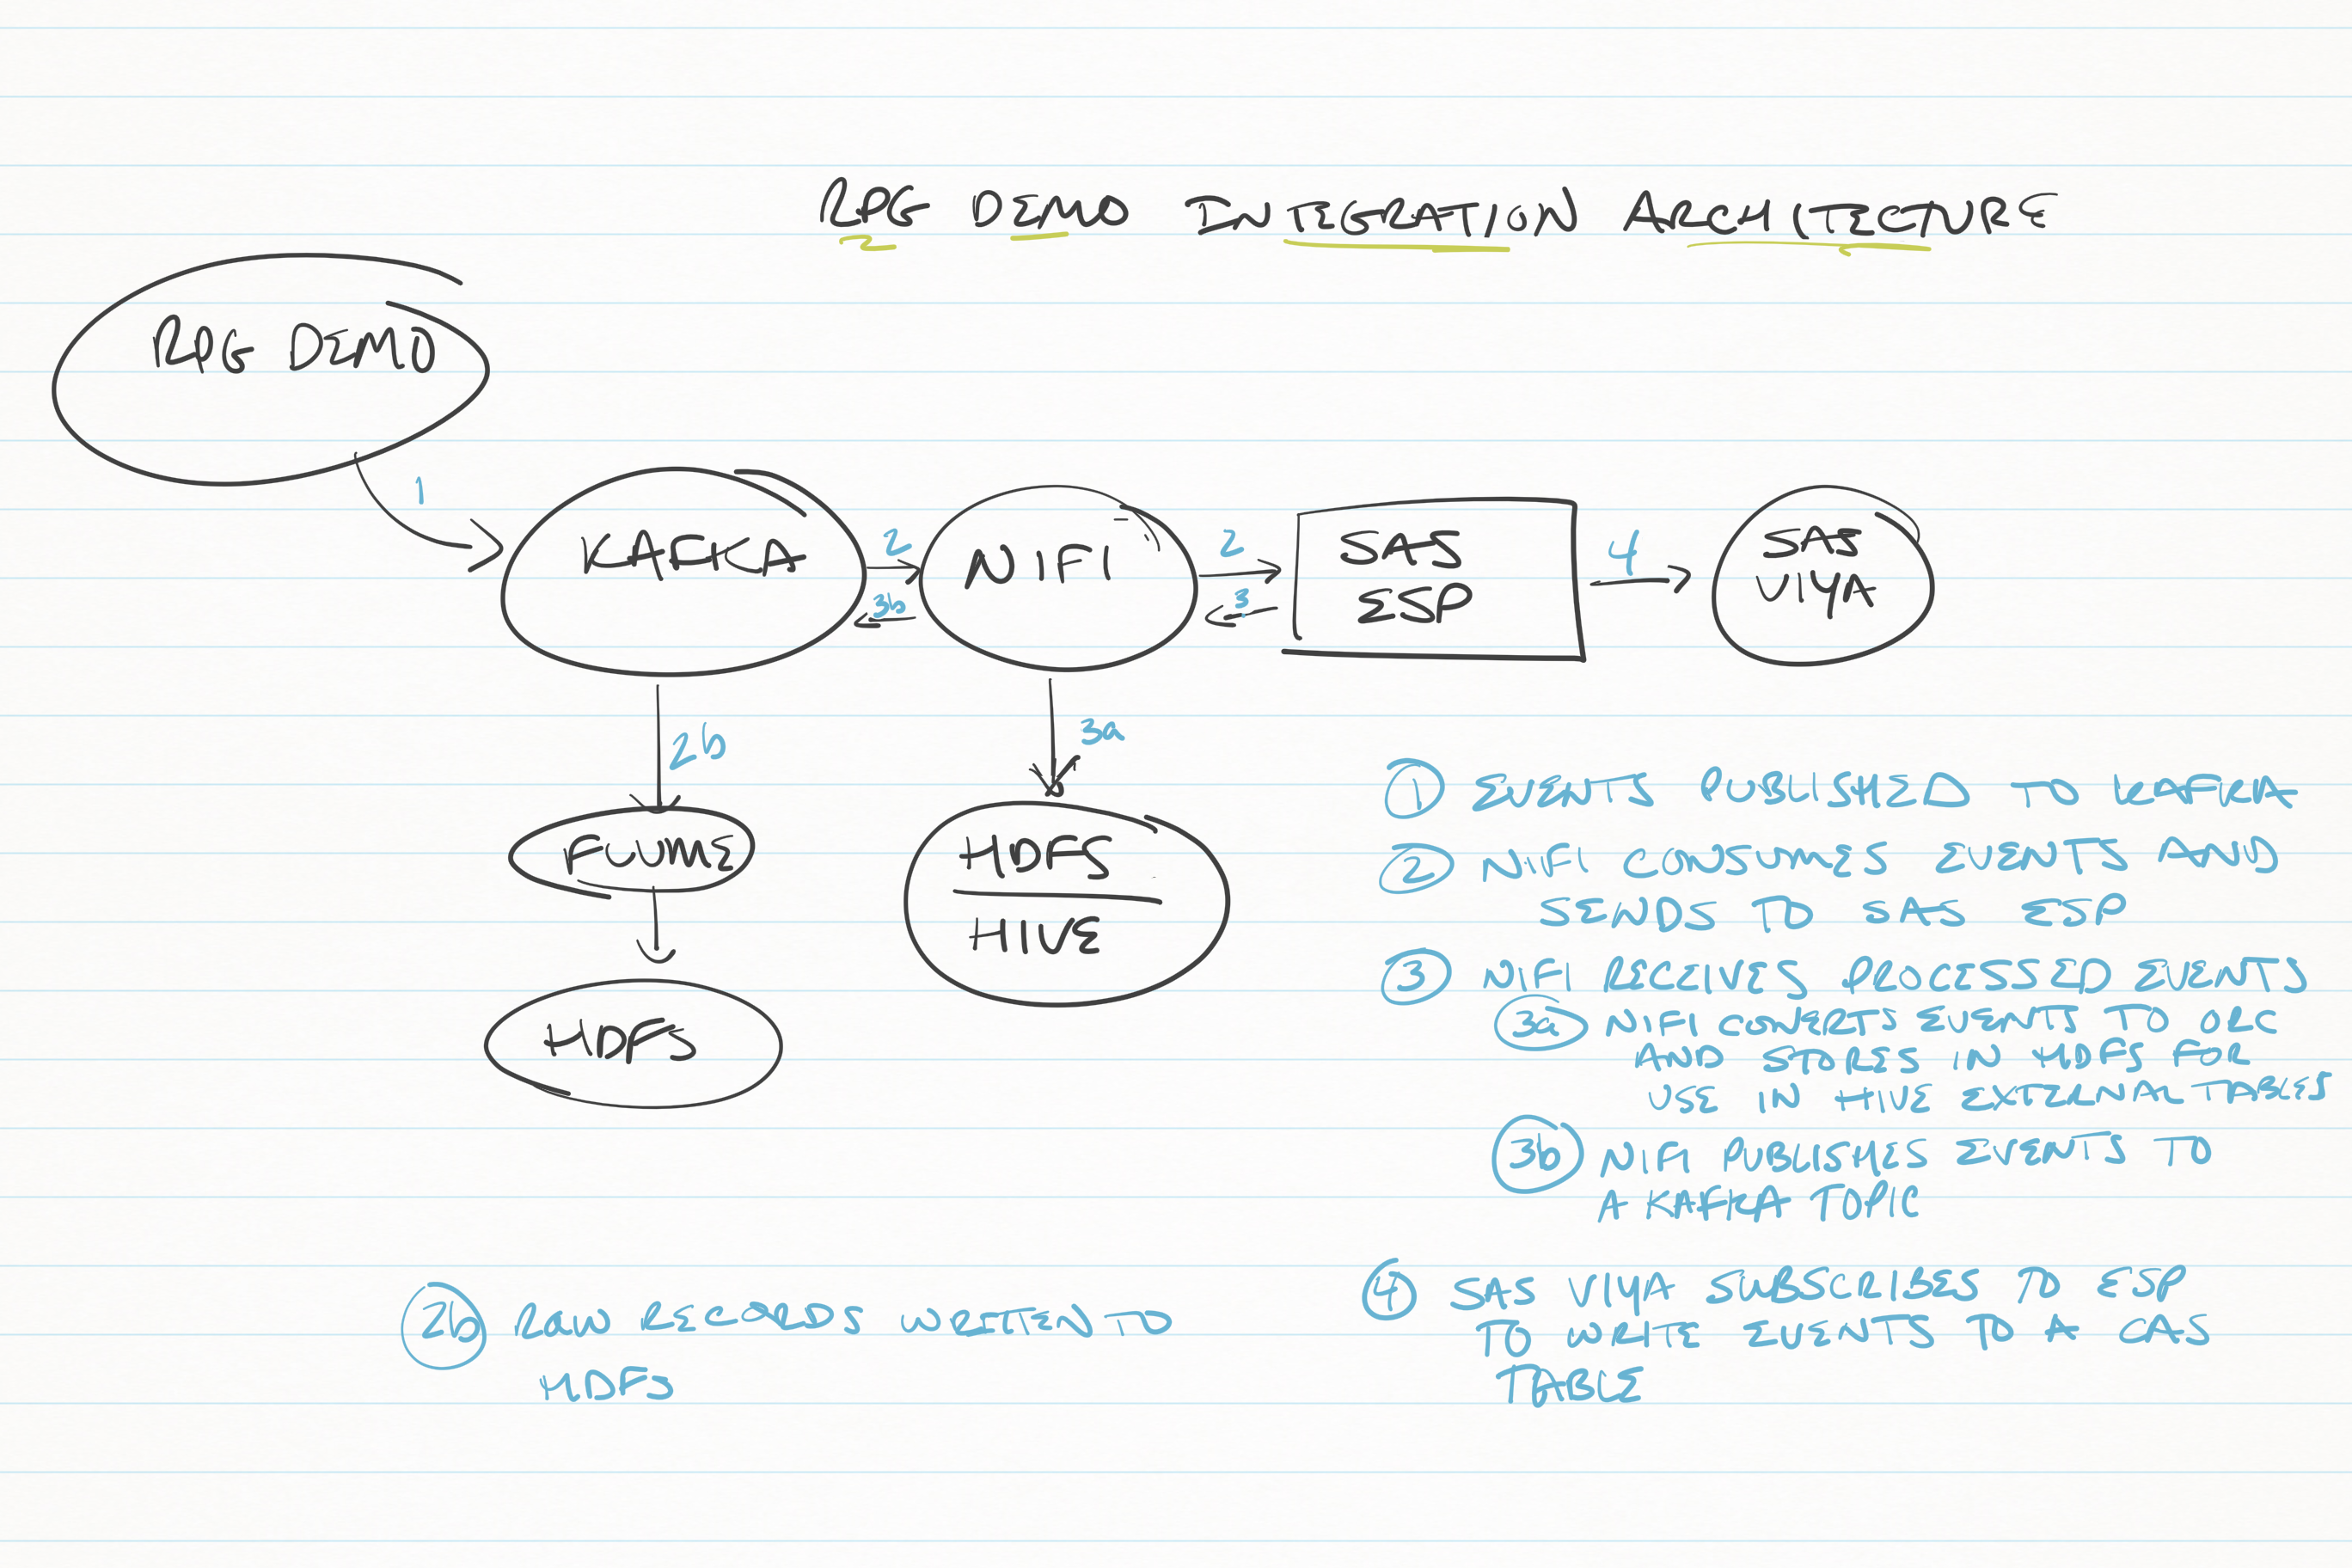 RPG DEMO INTEGRATION ARCHITECTURE
RPG DEMO
1
KAFKA
2
3b
NIFI
2
3
SAS
ESP
4
SAS
VIYA
2b
3a
FLUME
HDFS
HIVE
HDFS
1 EVENTS PUBLISHED TO KAFKA
2 NIFI CONSUMES EVENTS AND
SENDS TO SAS ESP
3 NIFI RECEIVES PROCESSED EVENTS
3a NIFI CONVERTS EVENTS TO ORC
AND STORES IN HDFS FOR
USE IN HIVE EXTERNAL TABLES
3b NIFI PUBLISHES EVENTS TO
A KAFKA TOPIC
4 SAS VIYA SUBSCRIBES TO ESP
TO WRITE EVENTS TO A CAS
TABLE
2b RAW RECORDS WRITTEN TO
HDFS